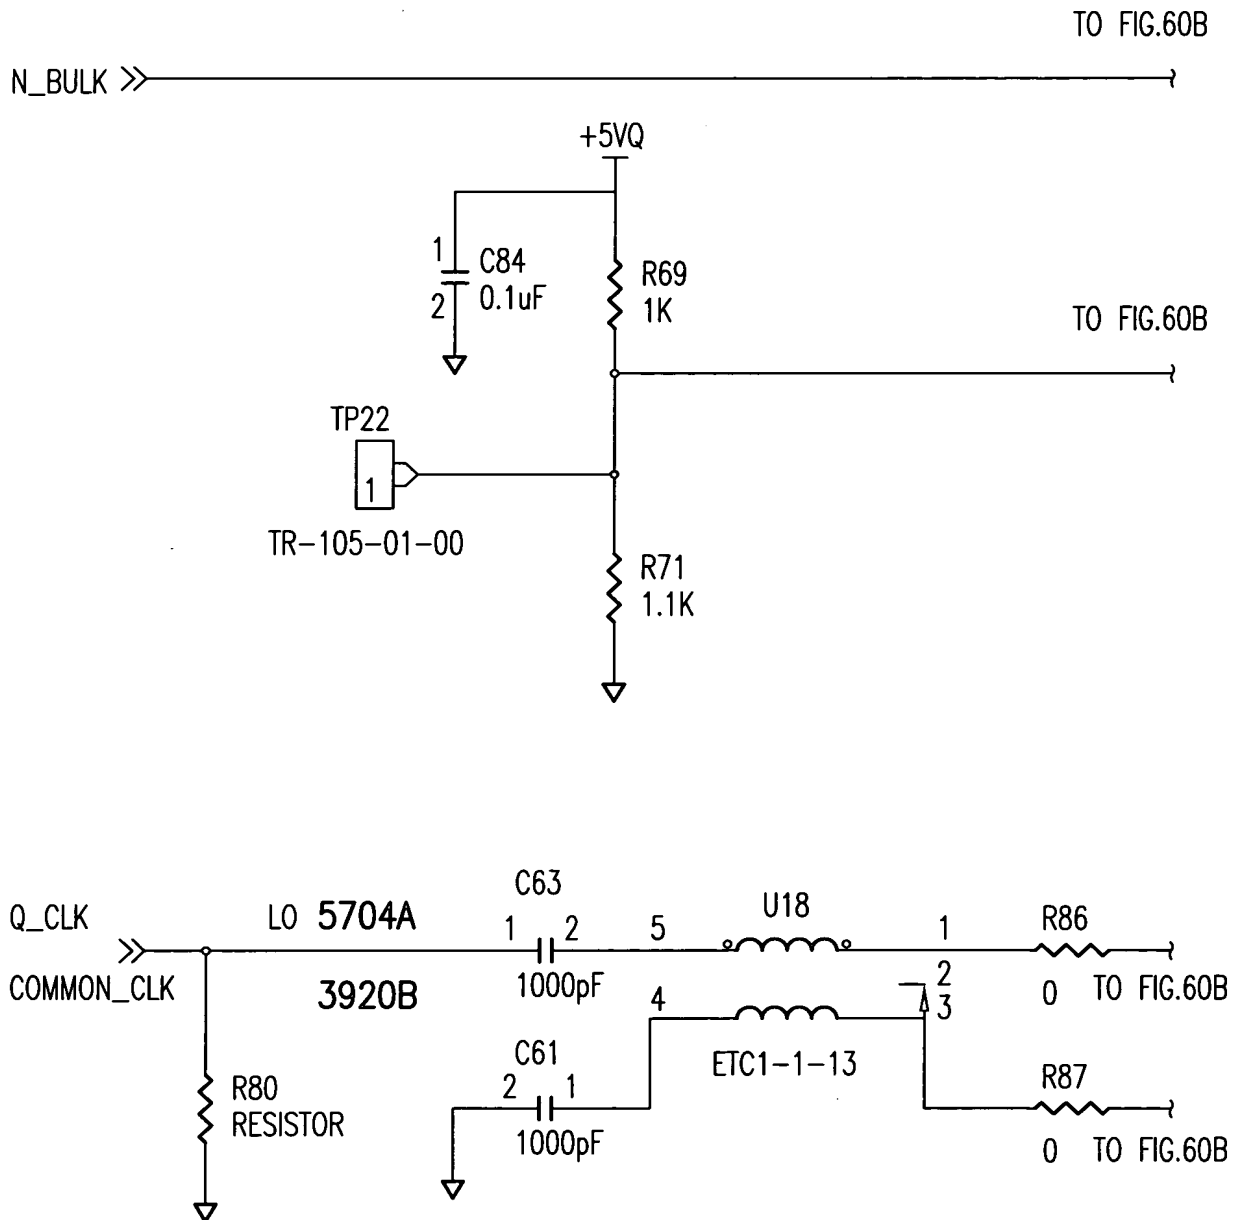 TO FIG.60B
N_BULK
+5VQ
1
C84
0.1uF
2
R69
1K
TO FIG.60B
TP22
1
TR-105-01-00
R71
1.1K
Q_CLK
COMMON_CLK
LO 5704A
3920B
R80
RESISTOR
C63
1 2
1000pF
5
U18
1
R86
0 TO FIG.60B
4
2
3
ETC1-1-13
C61
2 1
1000pF
R87
0 TO FIG.60B